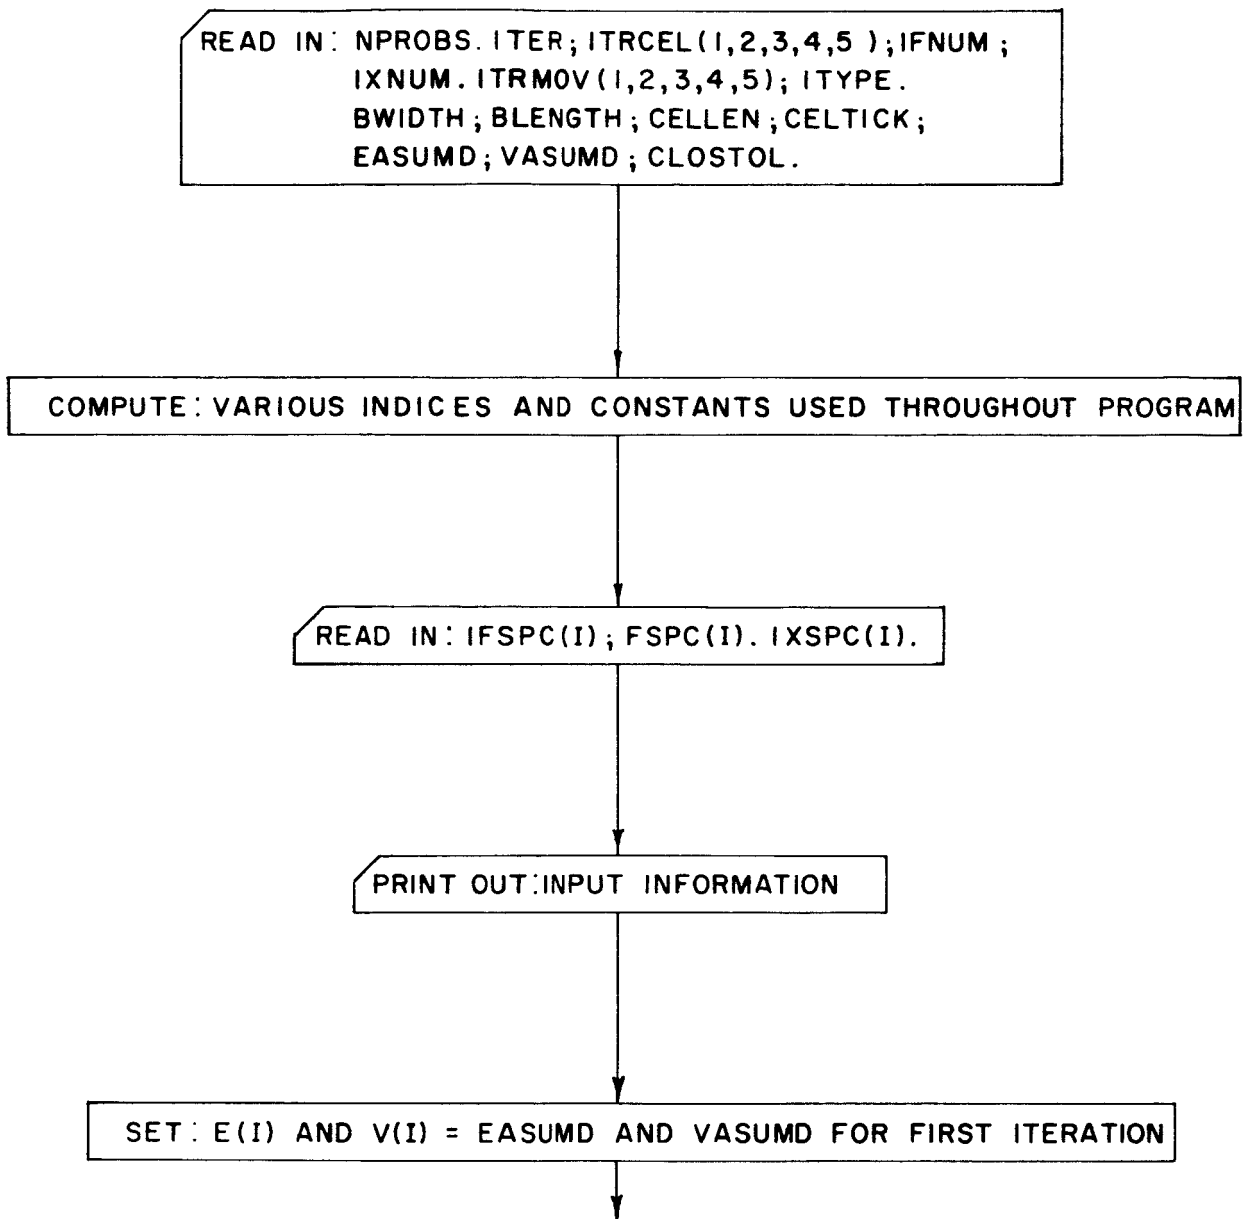 READ IN: NPROBS. ITER; ITRCEL(1,2,3,4,5 ); IFNUM;
IXNUM. ITRMOV(1,2,3,4,5); ITYPE.
BWIDTH; BLENGTH; CELLEN; CELTICK;
EASUMD; VASUMD; CLOSTOL.
COMPUTE: VARIOUS INDICES AND CONSTANTS USED THROUGHOUT PROGRAM
READ IN: IFSPC(I); FSPC(I). IXSPC(I).
PRINT OUT: INPUT INFORMATION
SET: E(I) AND V(I) = EASUMD AND VASUMD FOR FIRST ITERATION